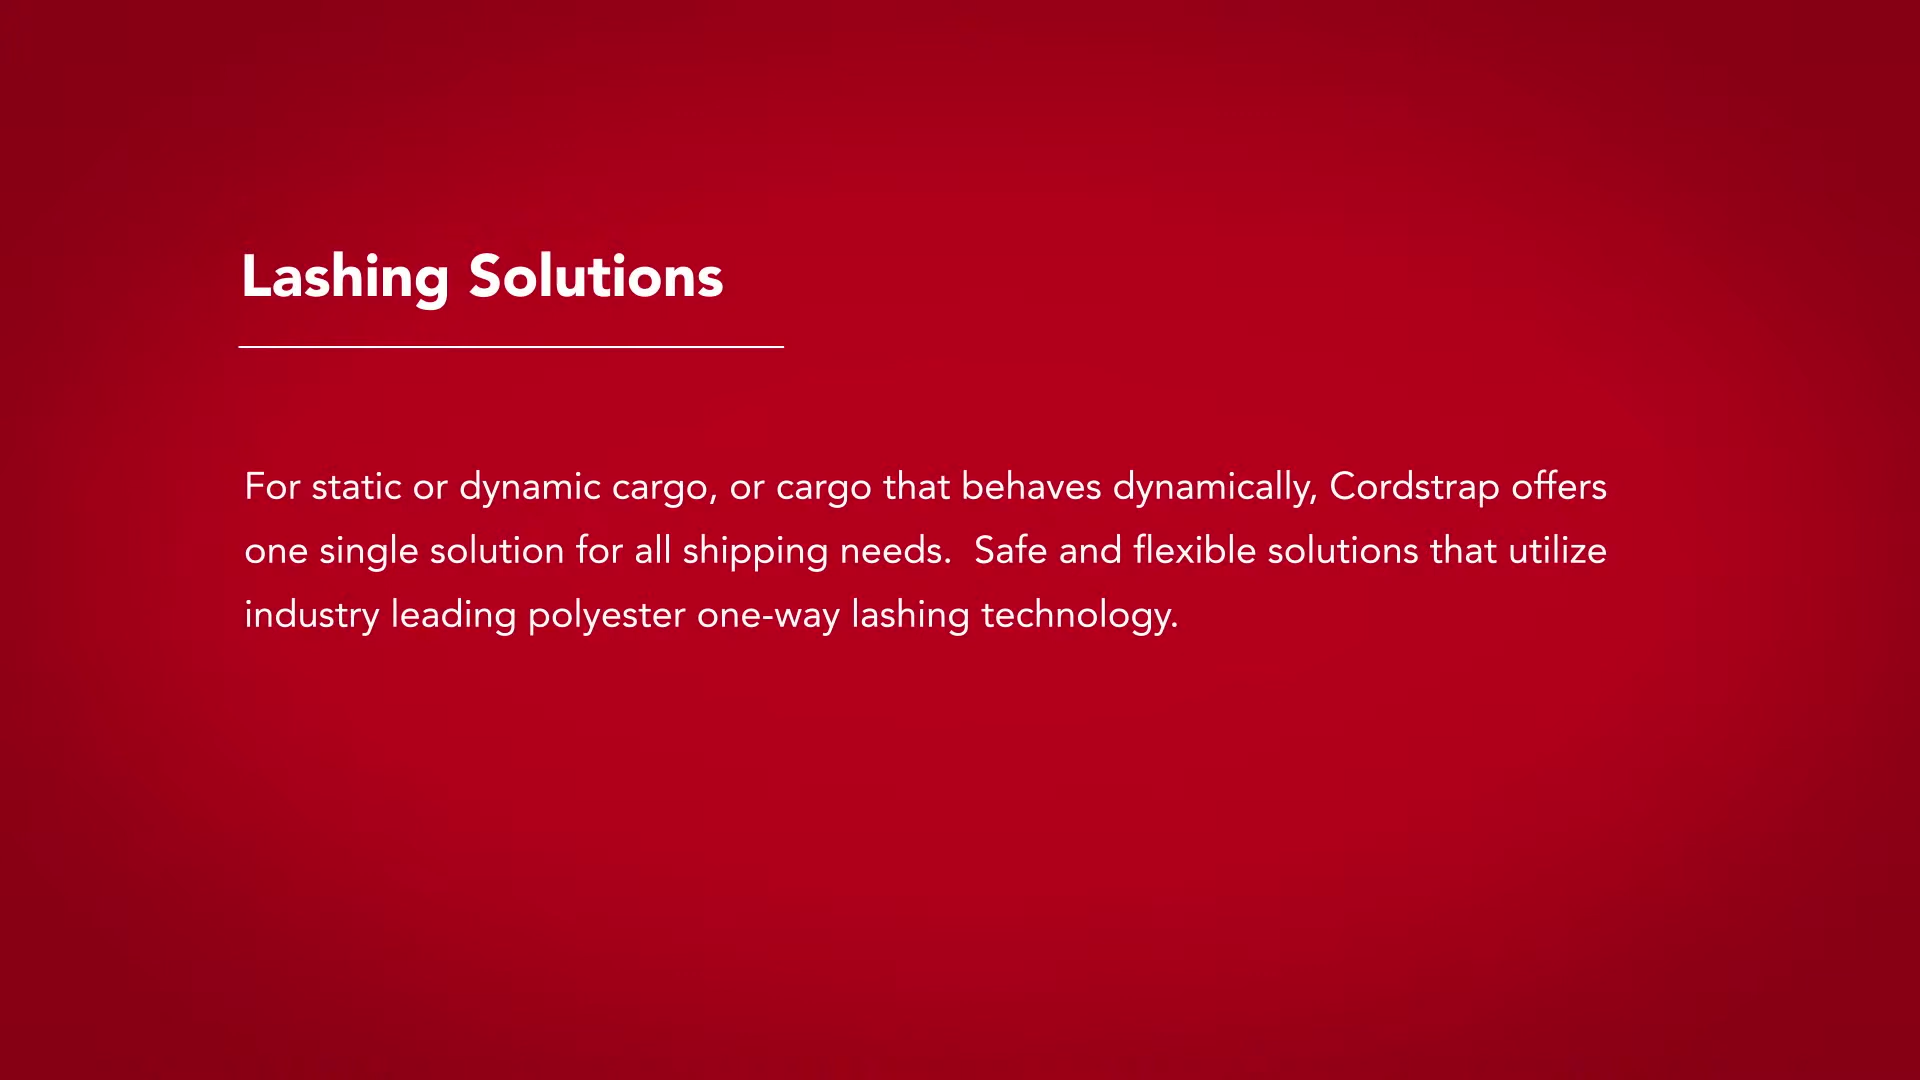 Lashing Solutions
For static or dynamic cargo, or cargo that behaves dynamically, Cordstrap offers
one single solution for all shipping needs.  Safe and flexible solutions that utilize
industry leading polyester one-way lashing technology.